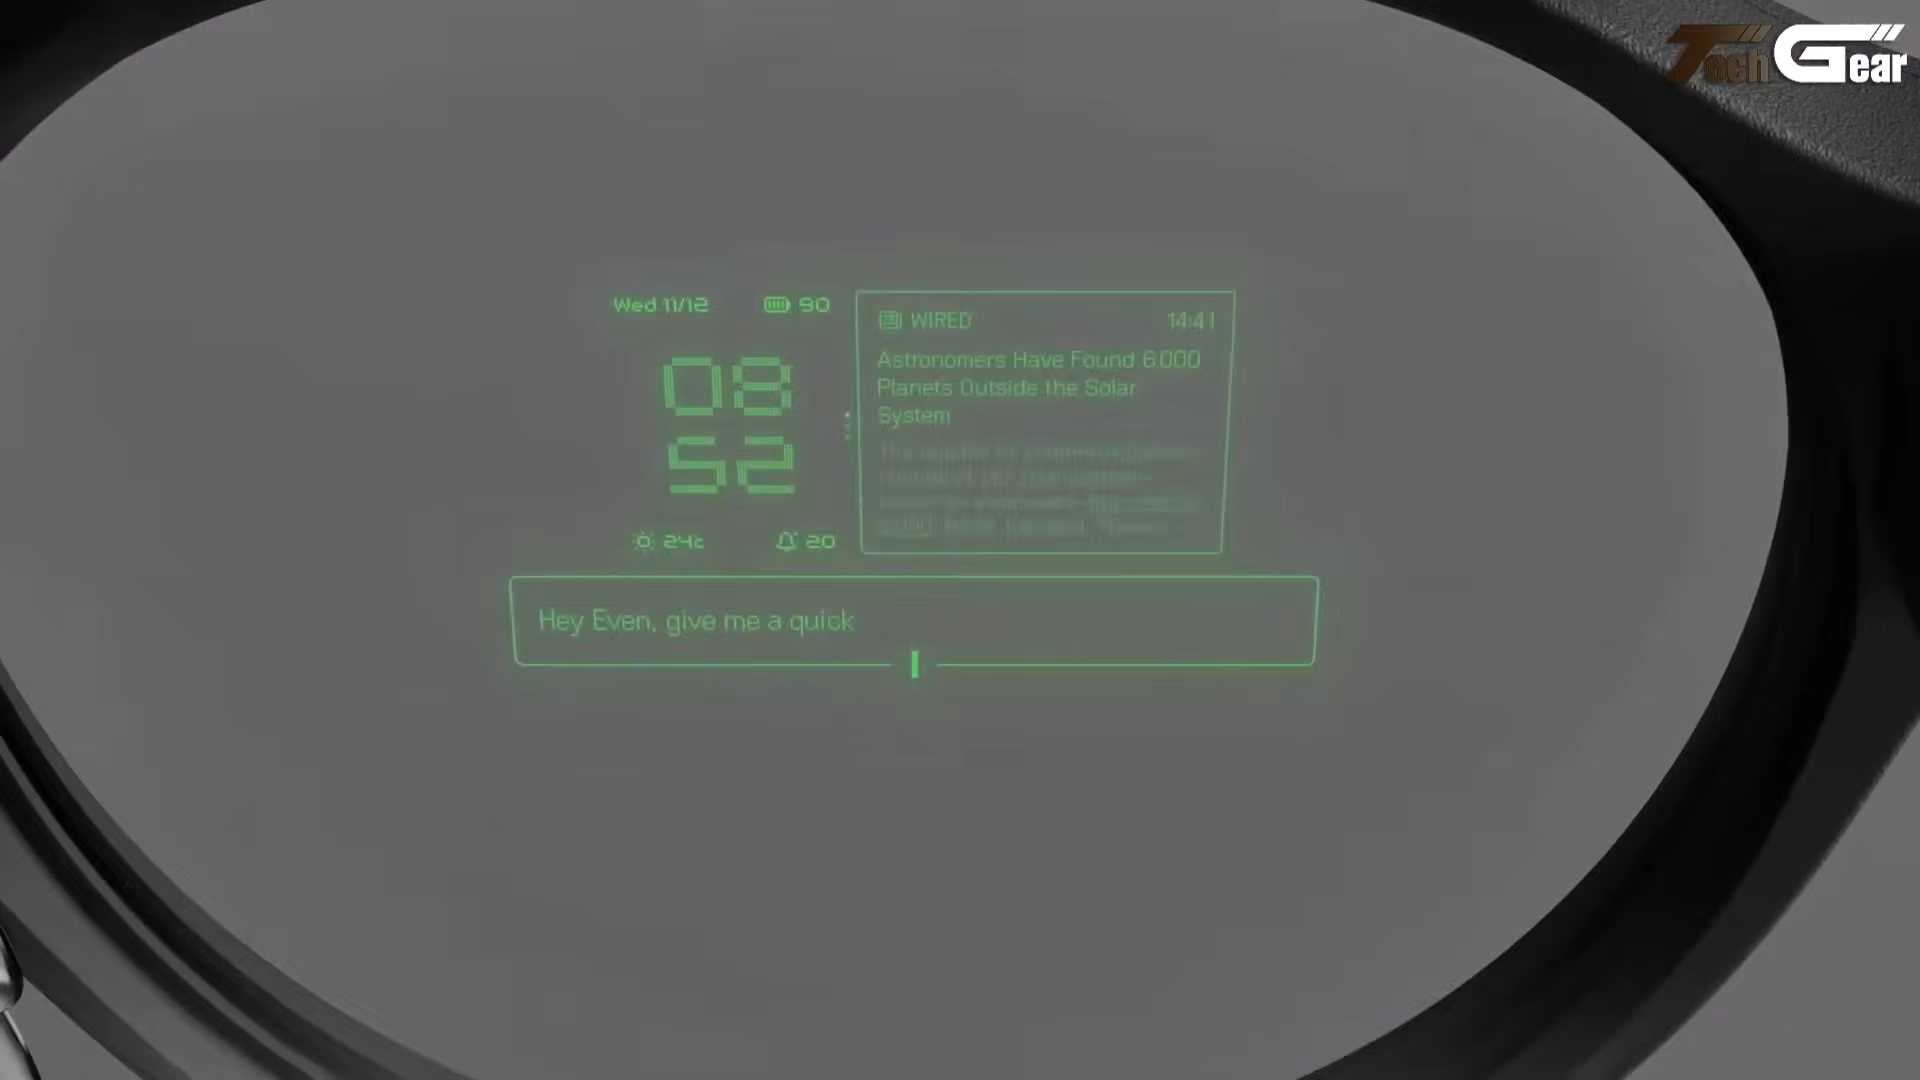 Tech Gear
Wed 11/12
90
08
52
24c
20
WIRED
14:41
Astronomers Have Found 6,000
Planets Outside the Solar
System
Hey Even, give me a quick